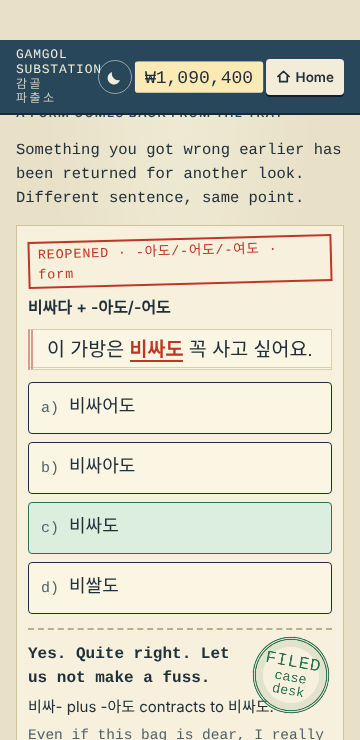 GAMGOL
SUBSTATION
감골
파출소
₩1,090,400
Home
Something you got wrong earlier has
been returned for another look.
Different sentence, same point.
REOPENED · -아도/-어도/-여도 ·
form
비싸다 + -아도/-어도
이 가방은 비싸도 꼭 사고 싶어요.
a) 비싸어도
b) 비싸아도
c) 비싸도
d) 비쌀도
Yes. Quite right. Let
us not make a fuss.
FILED
case
desk
비싸- plus -아도 contracts to 비싸도.
Even if this bag is dear, I really